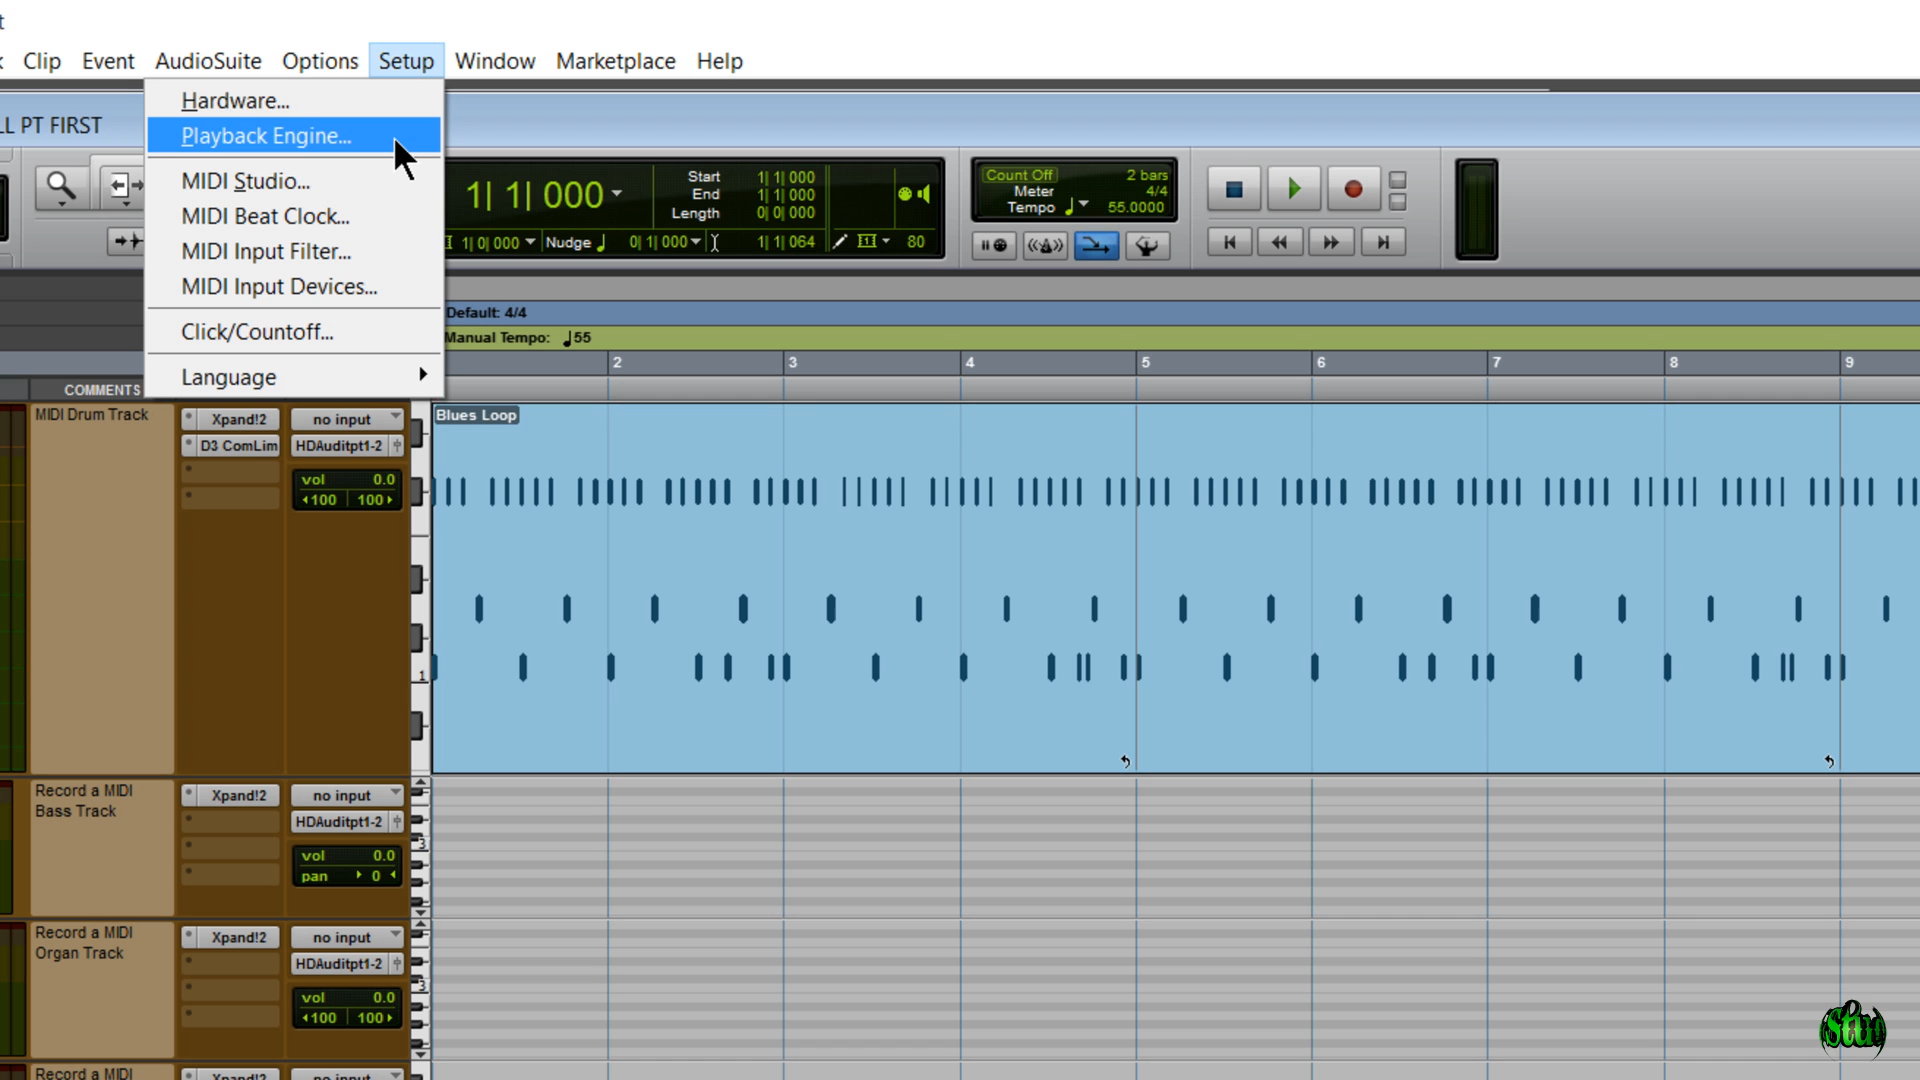 t
Clip Event AudioSuite Options Setup Window Marketplace Help
Hardware...
LL PT FIRST
Playback Engine...
MIDI Studio...
MIDI Beat Clock...
MIDI Input Filter...
MIDI Input Devices...
Click/Countoff...
Language
1| 1| 000
Start 1| 1| 000
End 1| 1| 000
Length 0| 0| 000
1| 0| 000 Nudge 0| 1| 000 1| 1| 064 80
Count Off 2 bars
Meter 4/4
Tempo 55.0000
Default: 4/4
Manual Tempo: 55
2 3 4 5 6 7 8 9
COMMENTS
MIDI Drum Track Xpand!2 no input Blues Loop
D3 ComLim HDAuditpt1-2
vol 0.0
100 100
1
Record a MIDI
Bass Track
Xpand!2 no input
HDAuditpt1-2
3
vol 0.0
pan 0
Record a MIDI
Organ Track
Xpand!2 no input
HDAuditpt1-2
3
vol 0.0
100 100
Stu
Record a MIDI Xpand!2 no input